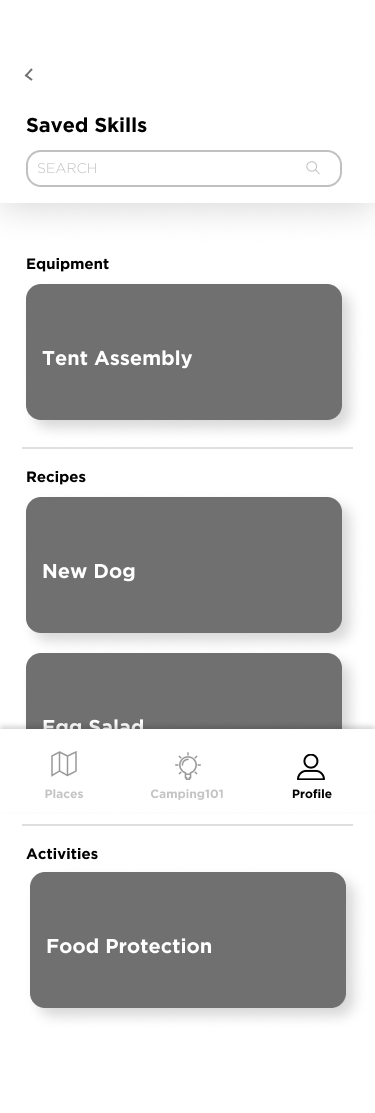 Saved Skills
SEARCH
Equipment
Tent Assembly
Recipes
New Dog
Egg Salad
Places
Camping101
Profile
Activities
Food Protection